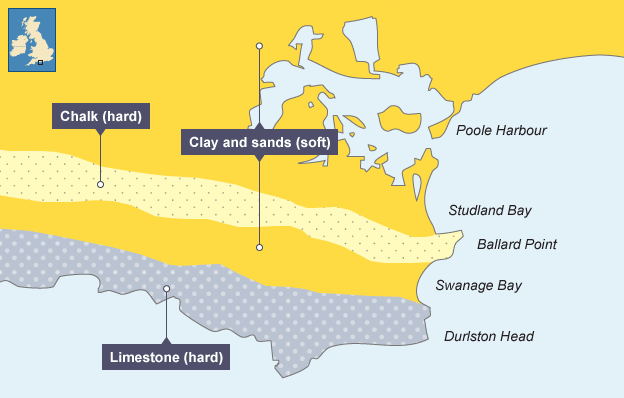 Chalk (hard)
Clay and sands (soft)
Poole Harbour
Studland Bay
Ballard Point
Swanage Bay
Durlston Head
Limestone (hard)